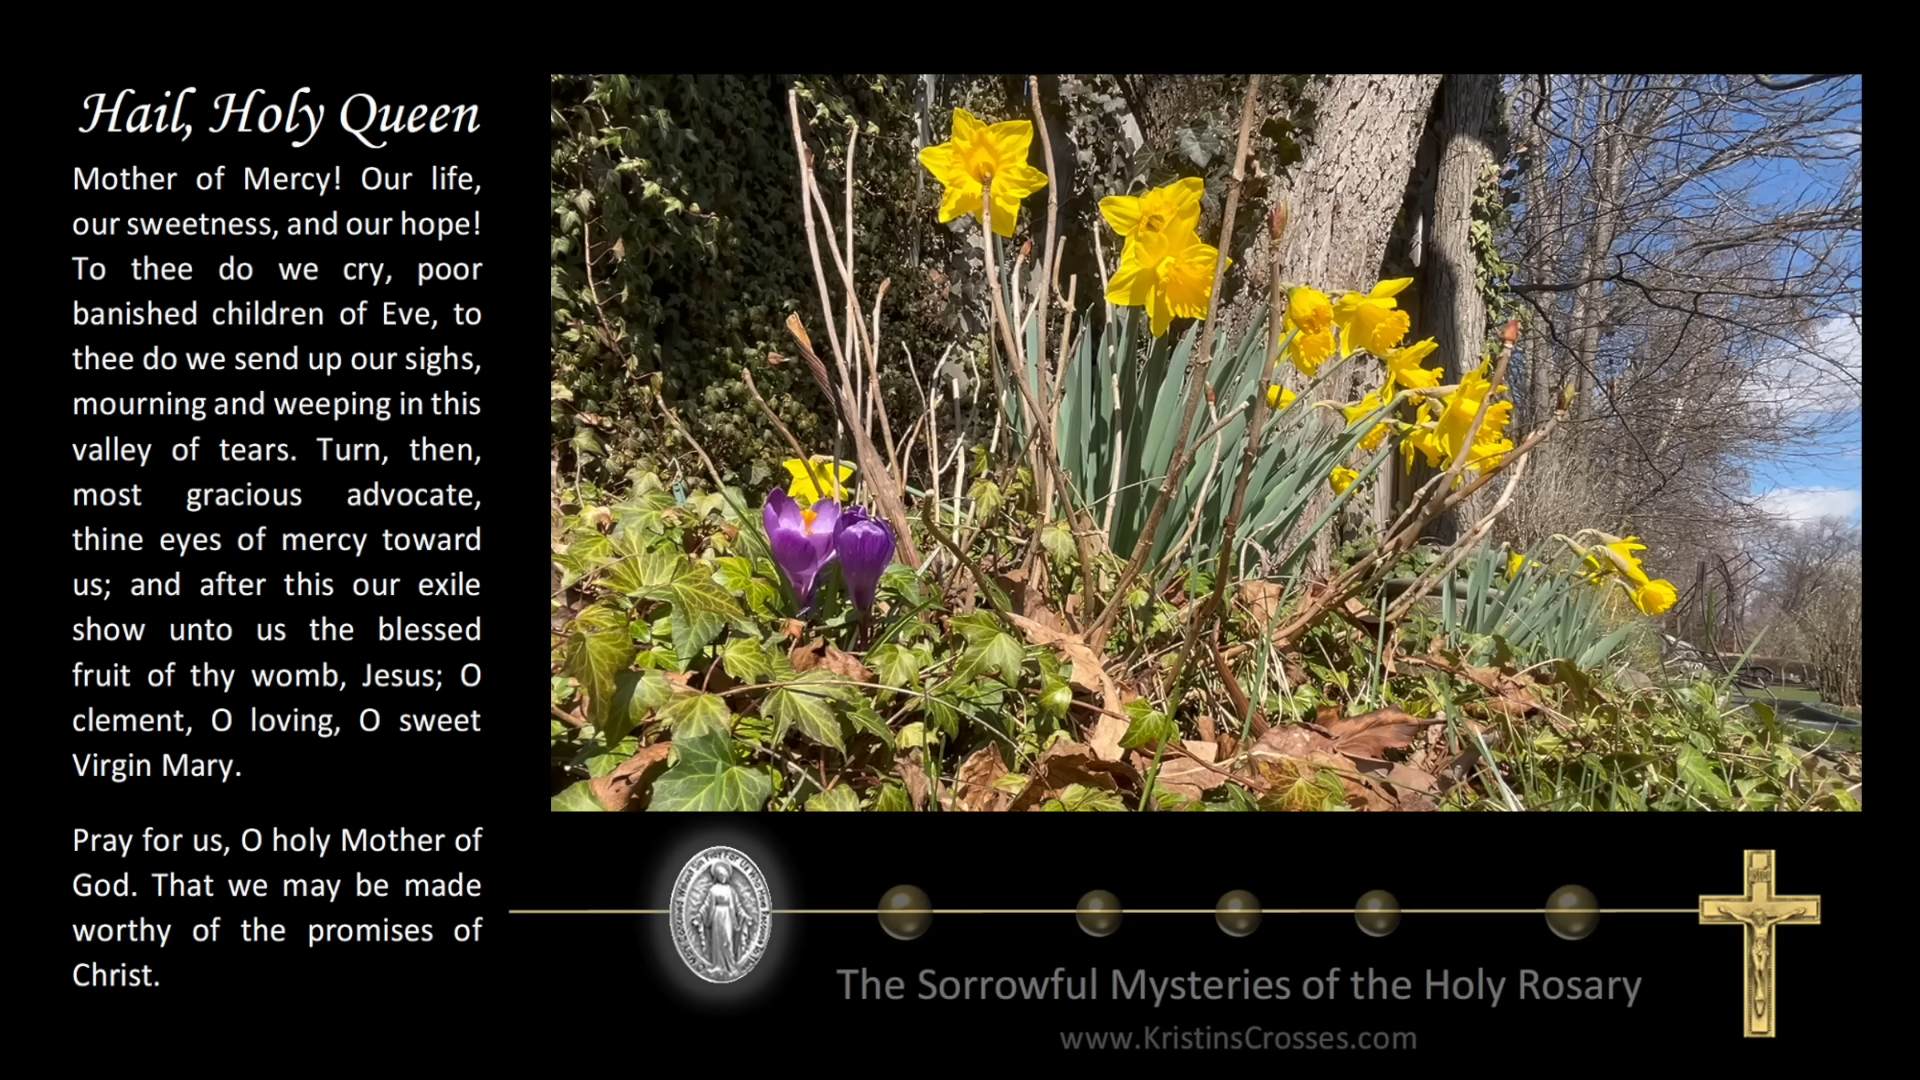 Hail, Holy Queen
Mother of Mercy! Our life,
our sweetness, and our hope!
To thee do we cry, poor
banished children of Eve, to
thee do we send up our sighs,
mourning and weeping in this
valley of tears. Turn, then,
most gracious advocate,
thine eyes of mercy toward
us; and after this our exile
show unto us the blessed
fruit of thy womb, Jesus; O
clement, O loving, O sweet
Virgin Mary.
Pray for us, O holy Mother of
God. That we may be made
worthy of the promises of
Christ.
The Sorrowful Mysteries of the Holy Rosary
www.KristinsCrosses.com